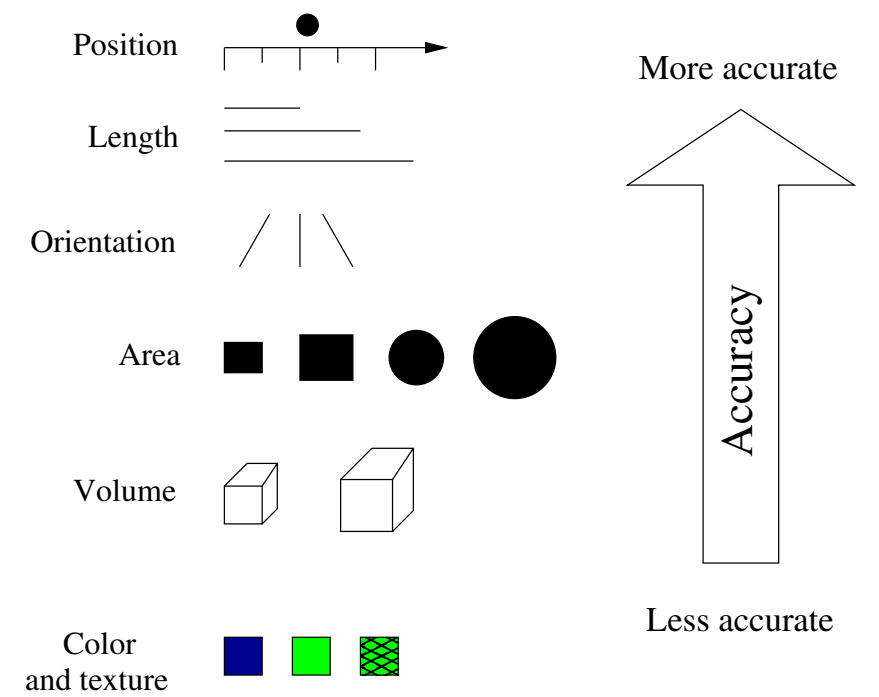 Position
More accurate
Length
Orientation
Area
Accuracy
Volume
Less accurate
Color
and texture